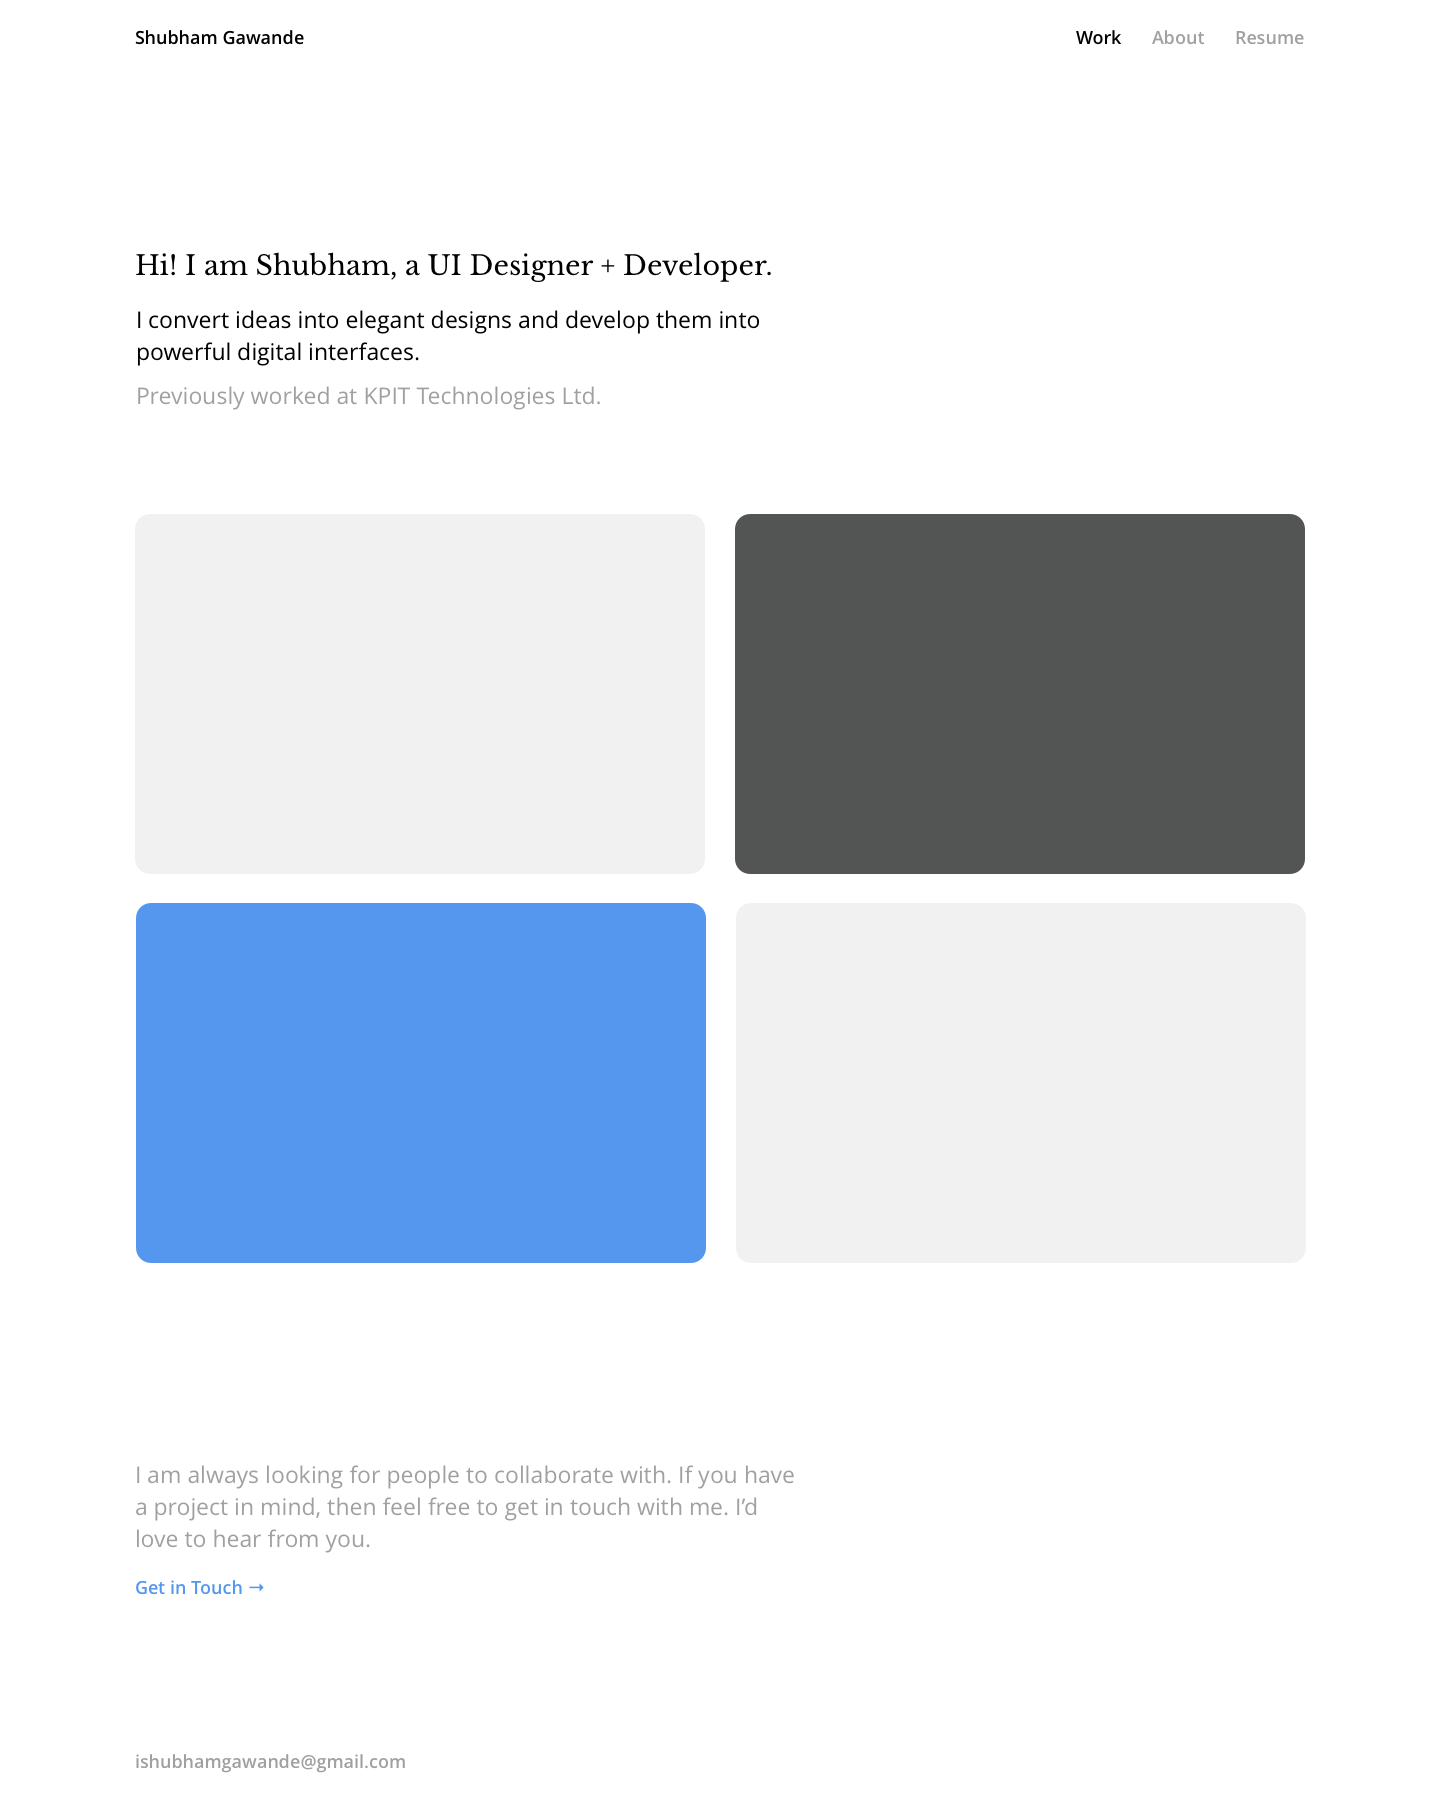 Shubham Gawande
Work About Resume
Hi! I am Shubham, a UI Designer + Developer.
I convert ideas into elegant designs and develop them into
powerful digital interfaces.
Previously worked at KPIT Technologies Ltd.
I am always looking for people to collaborate with. If you have
a project in mind, then feel free to get in touch with me. I’d
love to hear from you.
Get in Touch ➝
ishubhamgawande@gmail.com